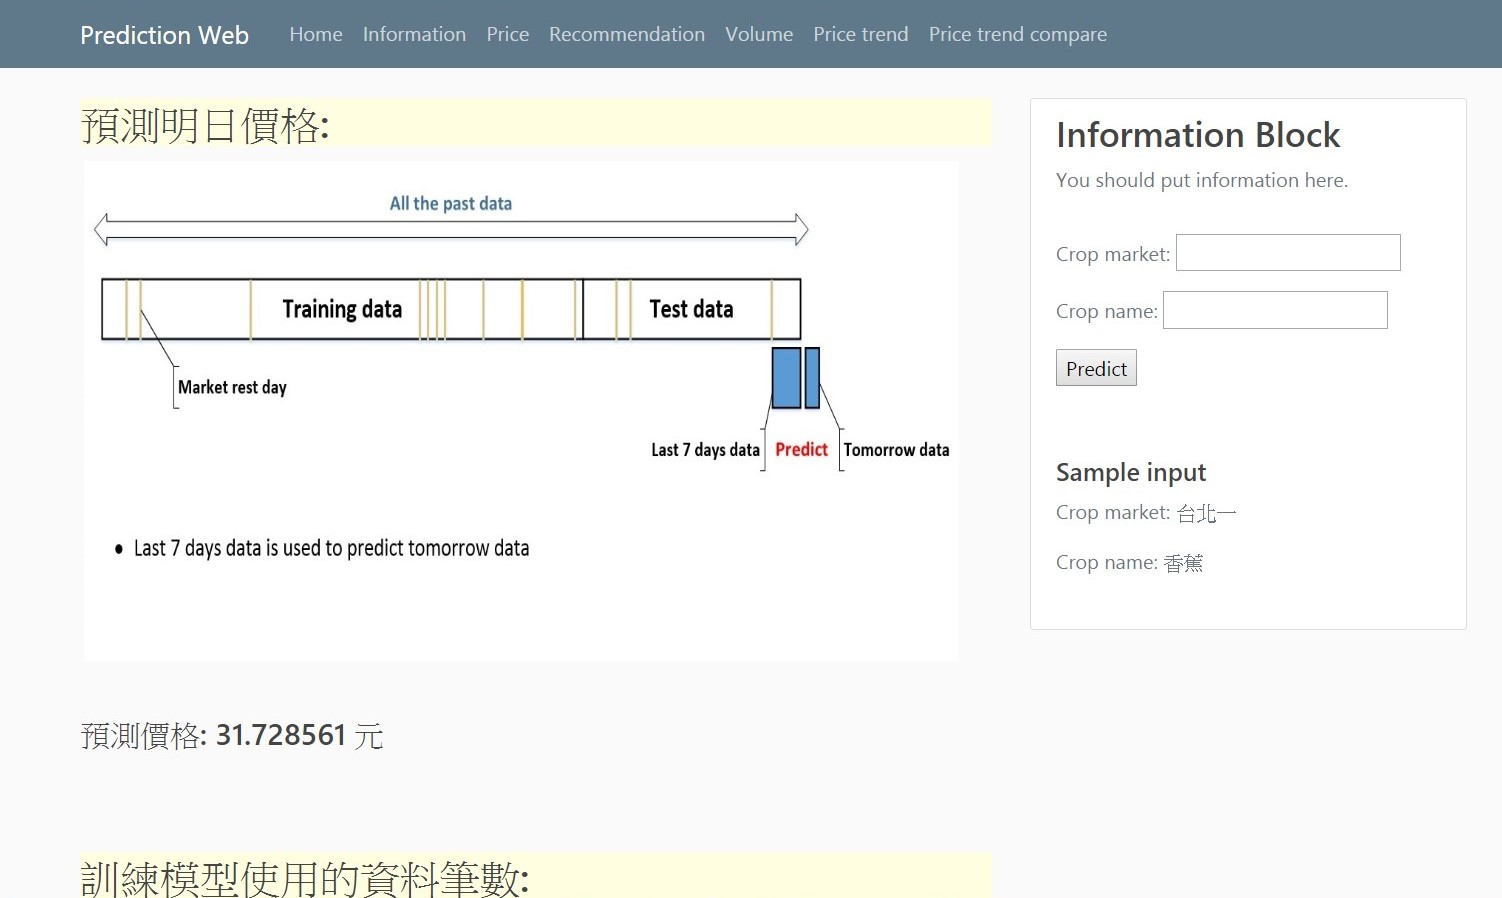 Prediction Web Home Information Price Recommendation Volume Price trend Price trend compare
預測明日價格:
All the past data
Training data
Test data
Market rest day
Last 7 days data
Predict
Tomorrow data
• Last 7 days data is used to predict tomorrow data
預測價格: 31.728561 元
訓練模型使用的資料筆數:
Information Block
You should put information here.
Crop market:
Crop name:
Predict
Sample input
Crop market: 台北一
Crop name: 香蕉